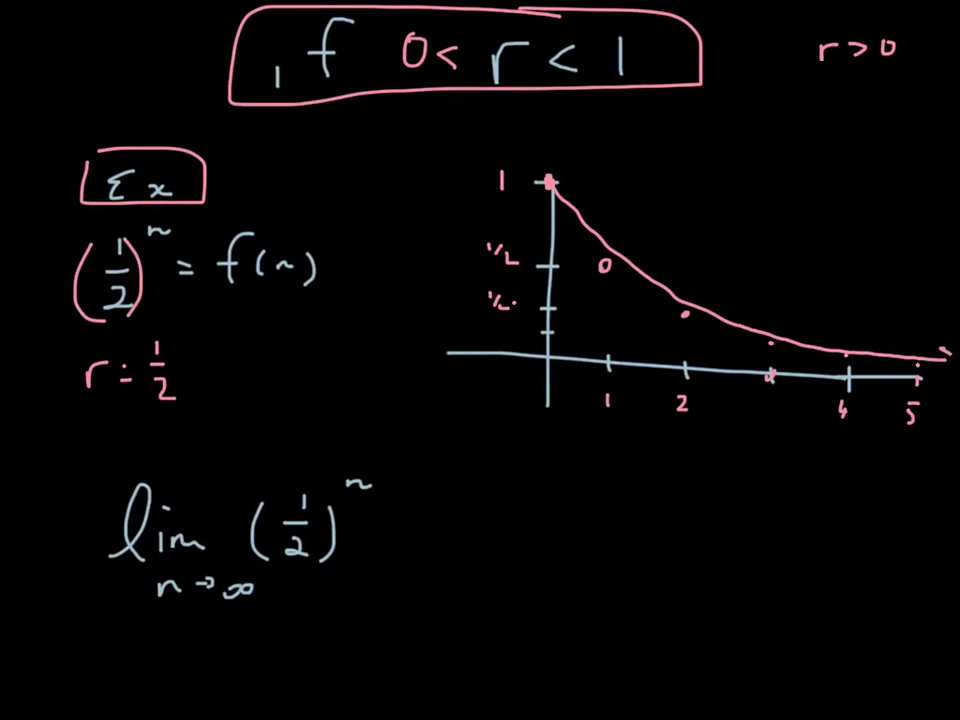 if 0 < r < 1
r > 0
Ex
(1/2)^n = f(n)
r = 1/2
1
1/2
1
2
4
5
lim n→∞ (1/2)^n